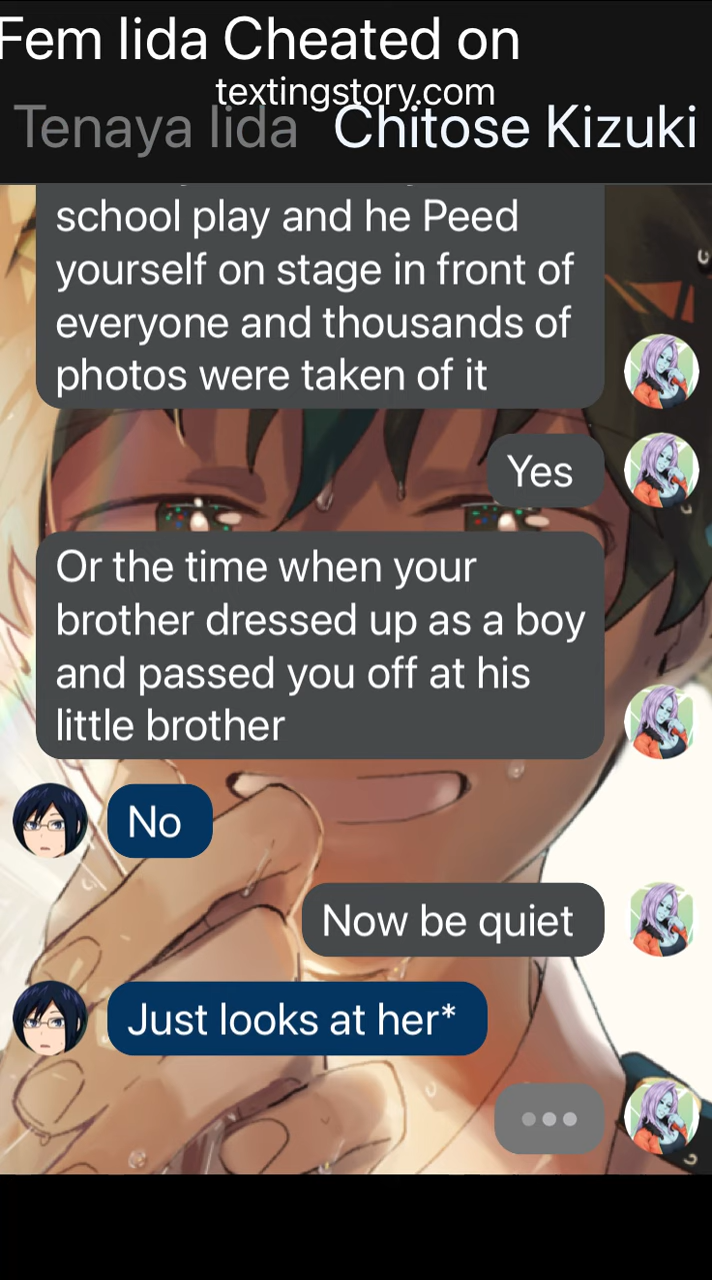 Fem Iida Cheated on
textingstory.com
Tenaya Iida Chitose Kizuki
school play and he Peed
yourself on stage in front of
everyone and thousands of
photos were taken of it
Yes
Or the time when your
brother dressed up as a boy
and passed you off at his
little brother
No
Now be quiet
Just looks at her*